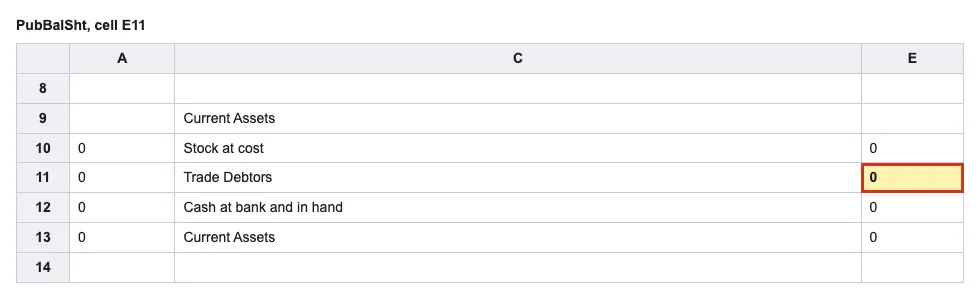 PubBalSht, cell E11
A C E
8
9 Current Assets
10 0 Stock at cost 0
11 0 Trade Debtors 0
12 0 Cash at bank and in hand 0
13 0 Current Assets 0
14